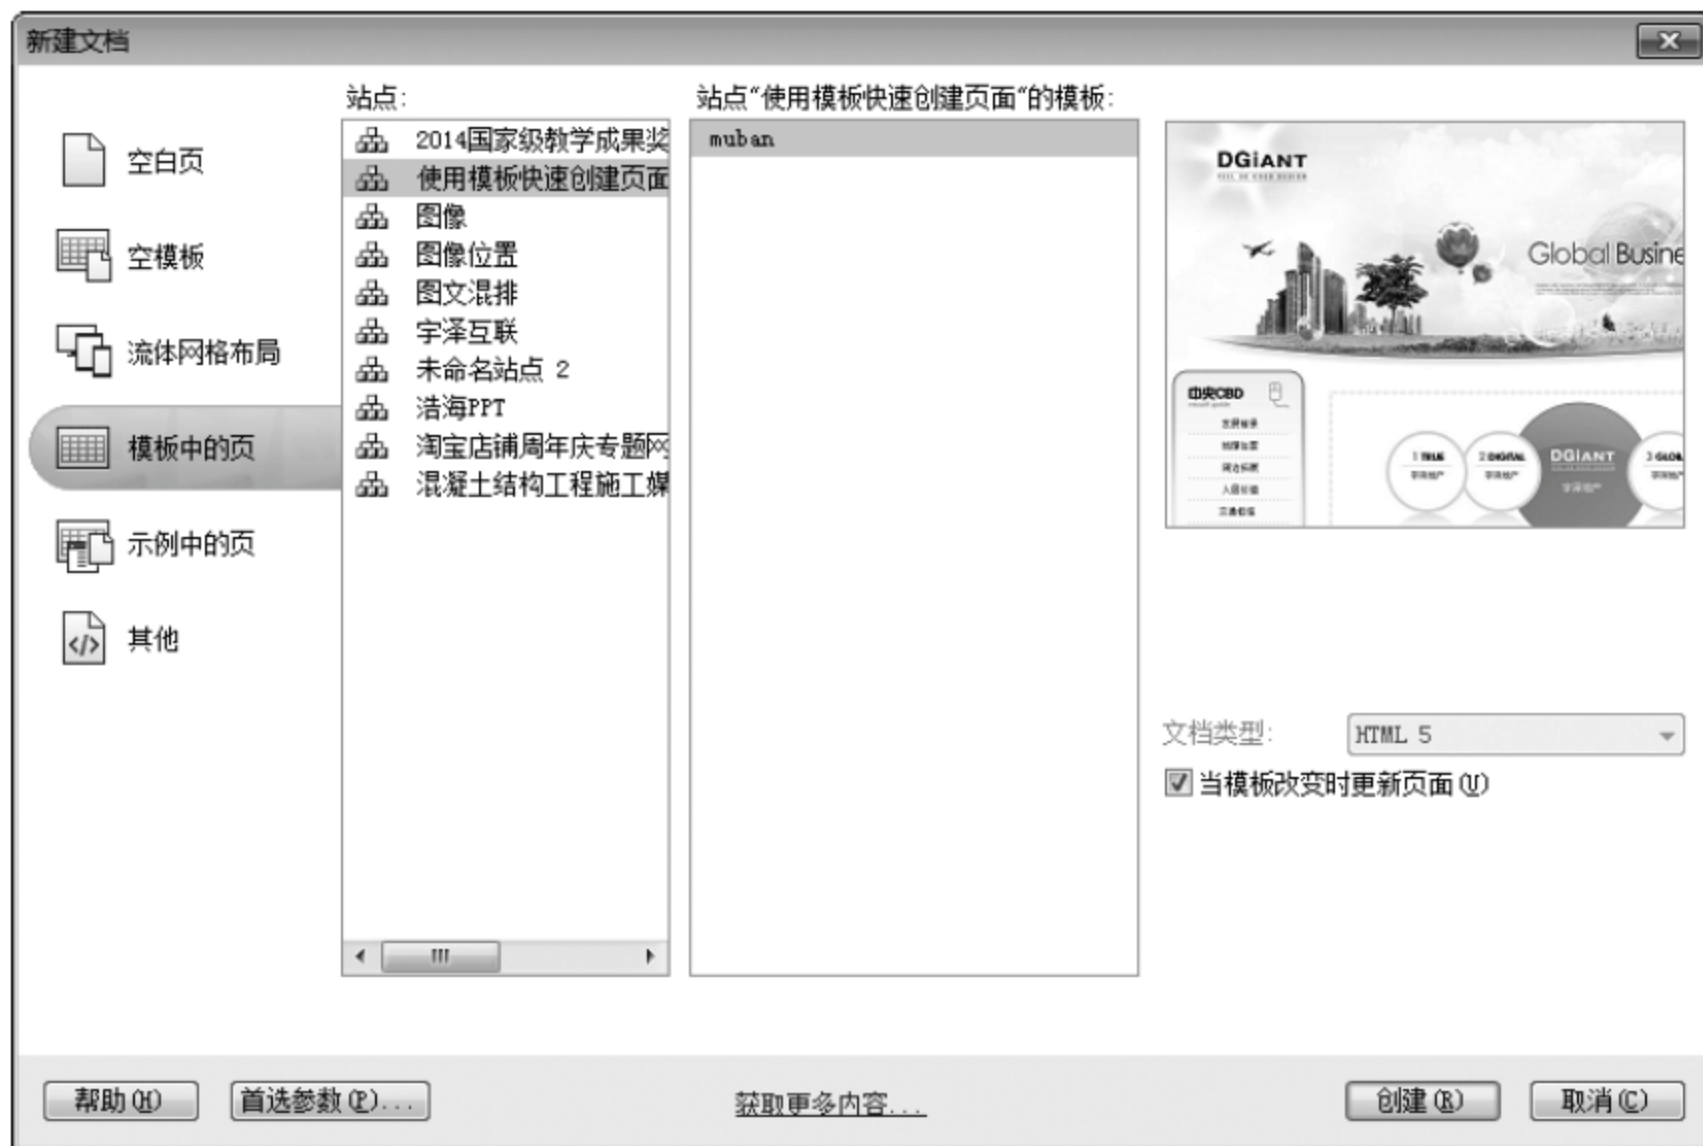 新建文档
空白页
空模板
流体网格布局
模板中的页
示例中的页
其他
站点:
2014国家级教学成果奖
使用模板快速创建页面
图像
图像位置
图文混排
宇泽互联
未命名站点 2
浩海PPT
淘宝店铺周年庆专题网
混凝土结构工程施工媒
站点"使用模板快速创建页面"的模板:
muban
DGiANT
Global Busine
中央CBD
1 TRUE
2 DIGITAL
DGiANT
3 GLOB
文档类型:
HTML 5
当模板改变时更新页面(U)
帮助(H)
首选参数(P)...
获取更多内容...
创建(R)
取消(C)